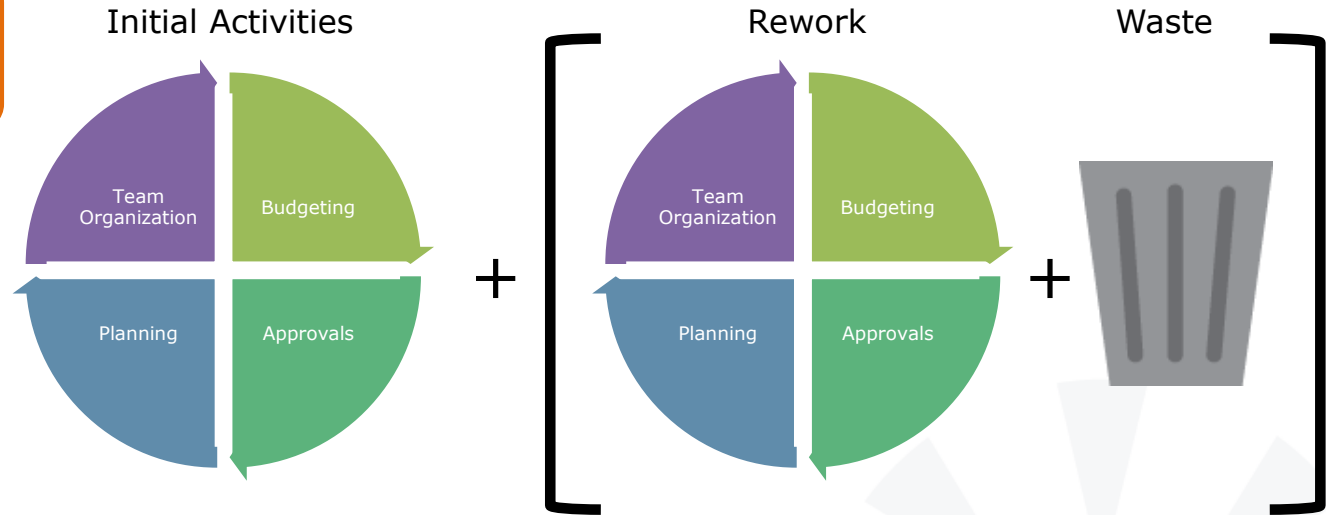 Initial Activities
Rework
Waste
Team
Organization
Budgeting
Planning
Approvals
+
Team
Organization
Budgeting
Planning
Approvals
+